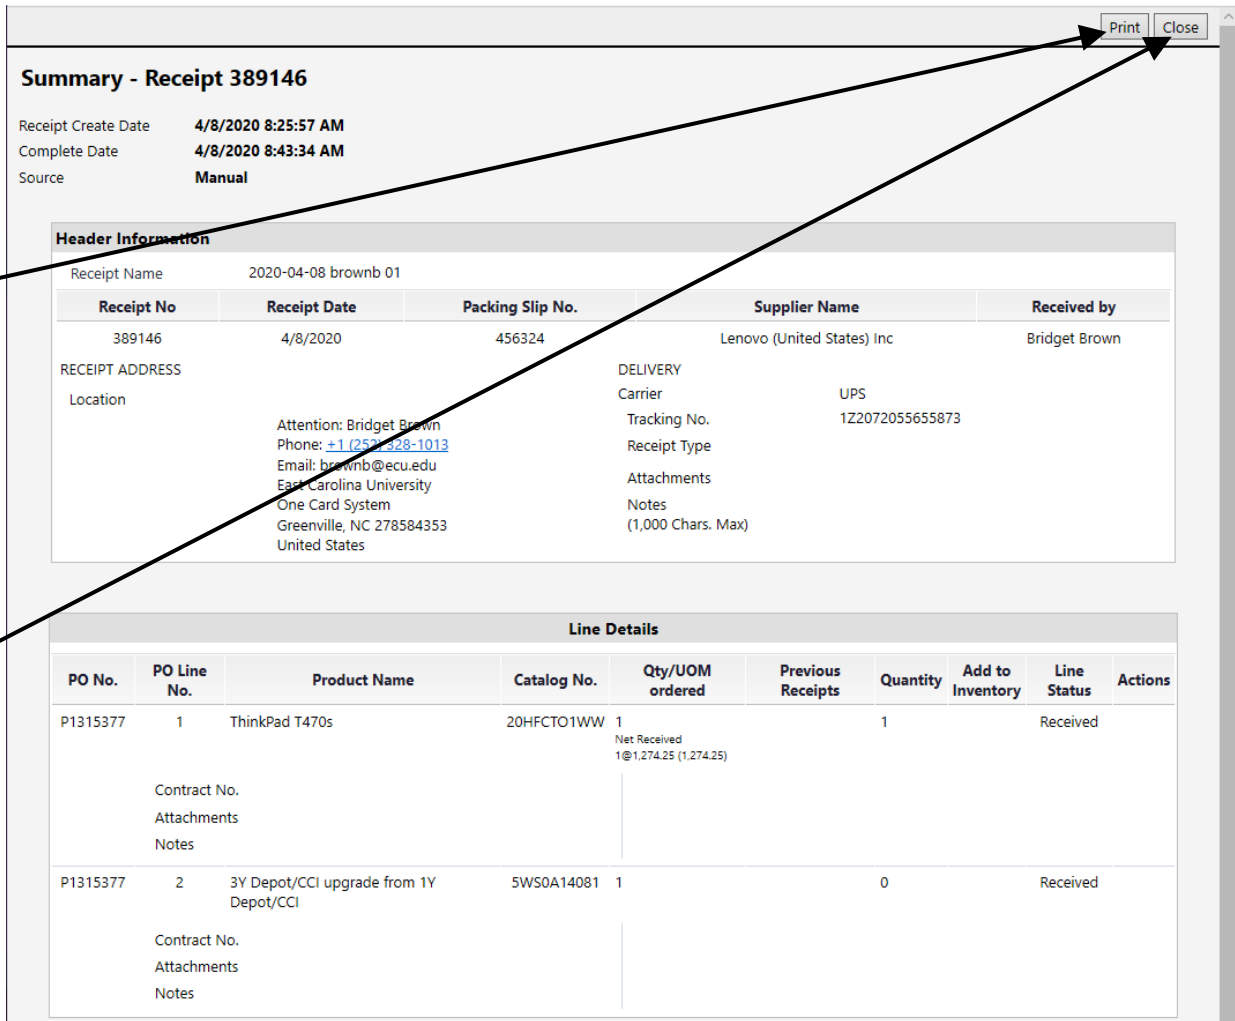 Print Close
Summary - Receipt 389146
Receipt Create Date 4/8/2020 8:25:57 AM
Complete Date 4/8/2020 8:43:34 AM
Source Manual
Header Information
Receipt Name 2020-04-08 brownb 01
Receipt No Receipt Date Packing Slip No. Supplier Name Received by
389146 4/8/2020 456324 Lenovo (United States) Inc Bridget Brown
RECEIPT ADDRESS
Location
Attention: Bridget Brown
Phone: +1 (252) 328-1013
Email: brownb@ecu.edu
East Carolina University
One Card System
Greenville, NC 278584353
United States
DELIVERY
Carrier UPS
Tracking No. 1Z2072055655873
Receipt Type
Attachments
Notes
(1,000 Chars. Max)
Line Details
PO No. PO Line No. Product Name Catalog No. Qty/UOM ordered Previous Receipts Quantity Add to Inventory Line Status Actions
P1315377 1 ThinkPad T470s 20HFCTO1WW 1 1 Received
Net Received
1@1,274.25 (1,274.25)
Contract No.
Attachments
Notes
P1315377 2 3Y Depot/CCI upgrade from 1Y 5WS0A14081 1 0 Received
Depot/CCI
Contract No.
Attachments
Notes